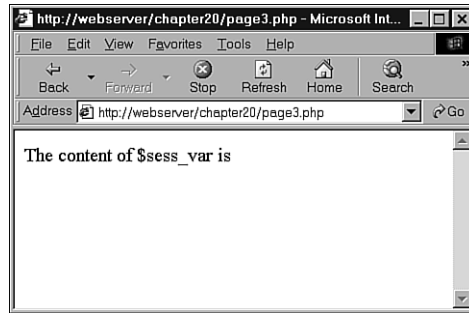 http://webserver/chapter20/page3.php - Microsoft Int...
File Edit View Favorites Tools Help
Back Forward Stop Refresh Home Search »
Address http://webserver/chapter20/page3.php Go
The content of $sess_var is